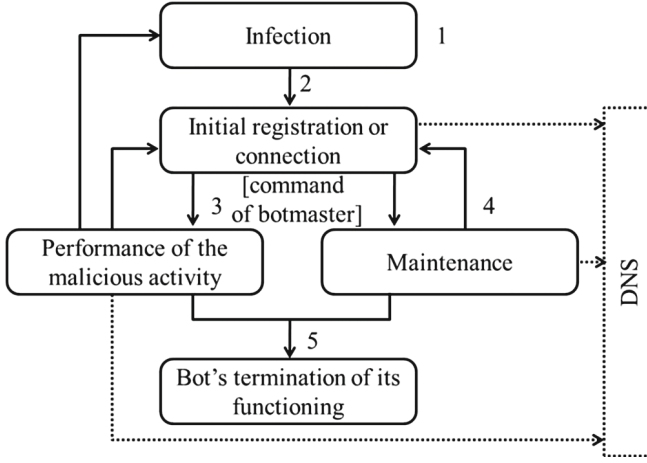 Infection
1
2
Initial registration or
connection
[command
of botmaster]
3
4
Performance of the
malicious activity
Maintenance
DNS
5
Bot's termination of its
functioning